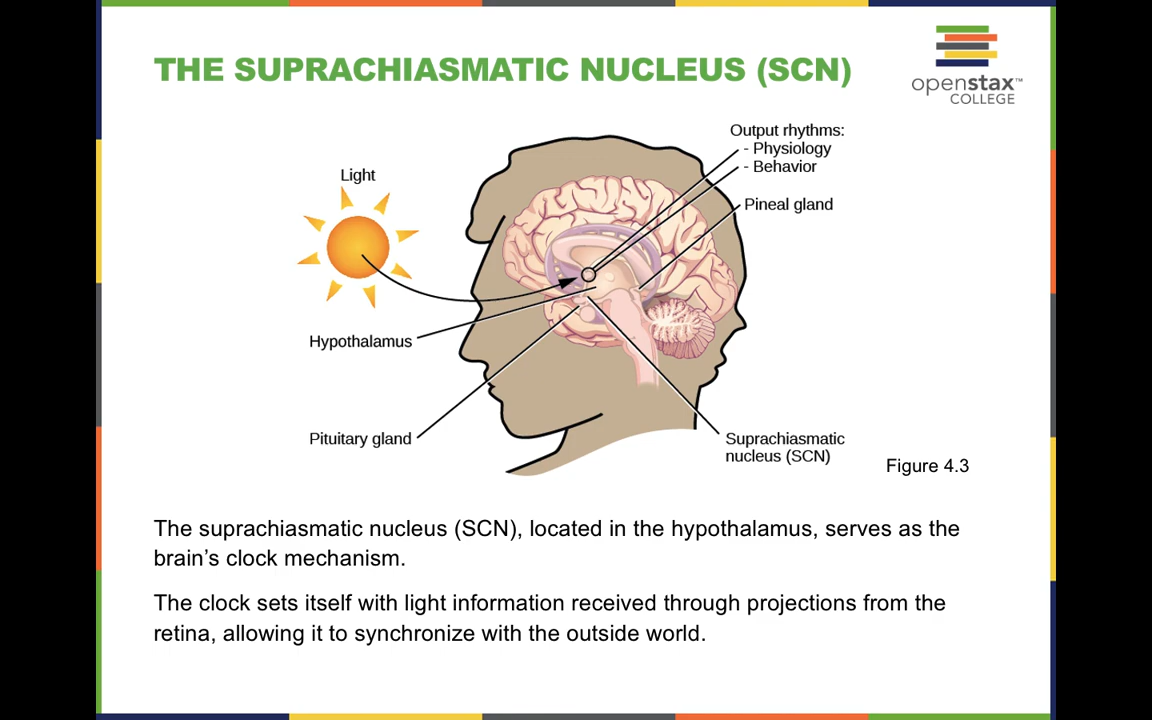 THE SUPRACHIASMATIC NUCLEUS (SCN)
openstax™
COLLEGE
Output rhythms:
- Physiology
- Behavior
Light
Pineal gland
Hypothalamus
Pituitary gland
Suprachiasmatic
nucleus (SCN)
Figure 4.3
The suprachiasmatic nucleus (SCN), located in the hypothalamus, serves as the
brain’s clock mechanism.
The clock sets itself with light information received through projections from the
retina, allowing it to synchronize with the outside world.